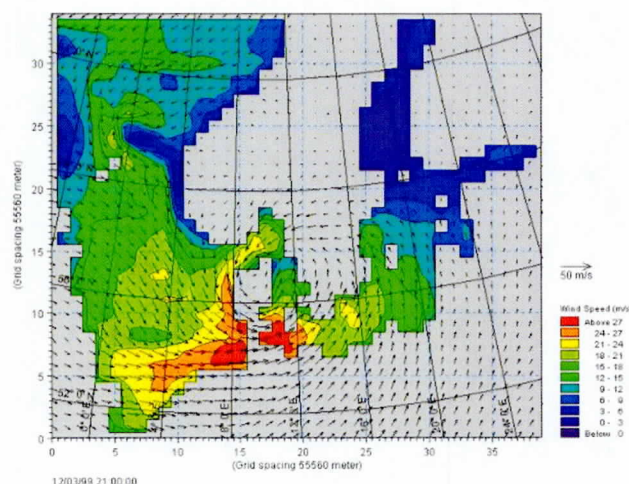 30
25
20
15
10
5
0
(Grid spacing 55560 meter)
0 5 10 15 20 25 30 35
(Grid spacing 55560 meter)
12/03/99 21:00:00
50 m/s
Wind Speed (m/s)
Above 27
24 - 27
21 - 24
18 - 21
15 - 18
12 - 15
9 - 12
6 - 9
3 - 6
0 - 3
Below 0